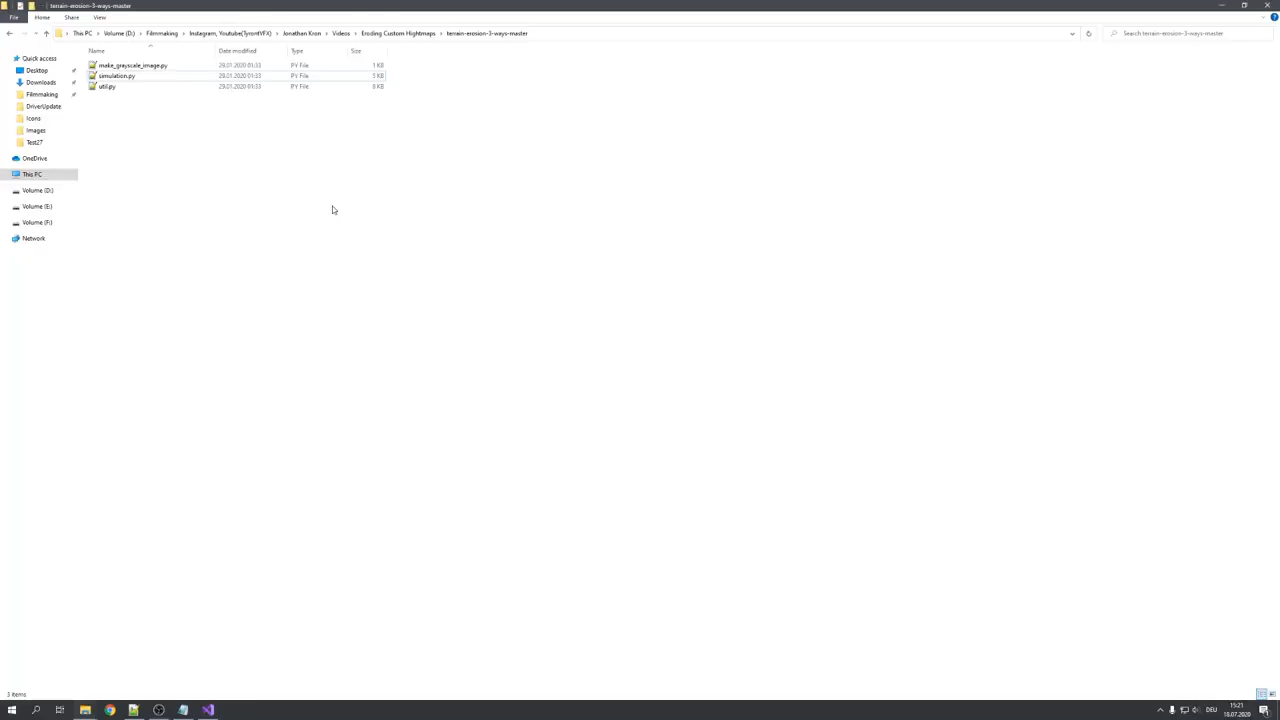 terrain-erosion-3-ways-master
File Home Share View
This PC Volume (D:) Filmmaking Instagram, Youtube(TyronVFX) Jonathan Kron Videos Eroding Custom Hightmaps terrain-erosion-3-ways-master Search terrain-erosion-3-ways-master
Name Date modified Type Size
make_grayscale_image.py 29.01.2020 01:33 PY File 1 KB
simulation.py 29.01.2020 01:33 PY File 5 KB
util.py 29.01.2020 01:33 PY File 8 KB
Quick access
Desktop
Downloads
Filmmaking
DriverUpdate
Icons
Images
Test27
OneDrive
This PC
Volume (D:)
Volume (E:)
Volume (F:)
Network
3 items
DEU 15:21
18.07.2020